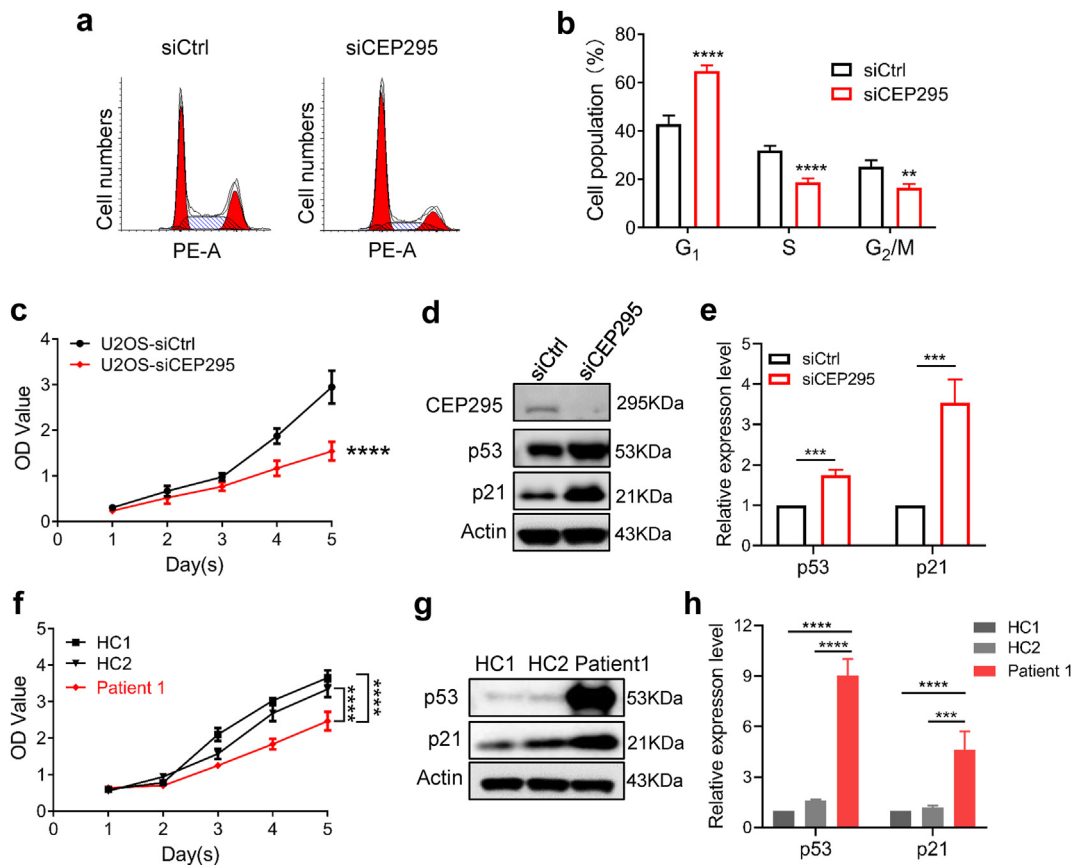 a
siCtrl
siCEP295
Cell numbers
PE-A
Cell numbers
PE-A
b
Cell population (%)
80
60
40
20
0
****
****
**
siCtrl
siCEP295
G1
S
G2/M
c
U2OS-siCtrl
U2OS-siCEP295
OD Value
4
3
2
1
0
****
0 1 2 3 4 5
Day(s)
d
siCtrl
siCEP295
CEP295 295KDa
p53 53KDa
p21 21KDa
Actin 43KDa
e
Relative expresson level
5
4
3
2
1
0
siCtrl
siCEP295
***
***
p53 p21
f
HC1
HC2
Patient 1
OD Value
5
4
3
2
1
0
****
****
0 1 2 3 4 5
Day(s)
g
HC1 HC2 Patient1
p53 53KDa
p21 21KDa
Actin 43KDa
h
Relative expresson level
12
9
6
3
0
****
****
****
***
HC1
HC2
Patient 1
p53 p21